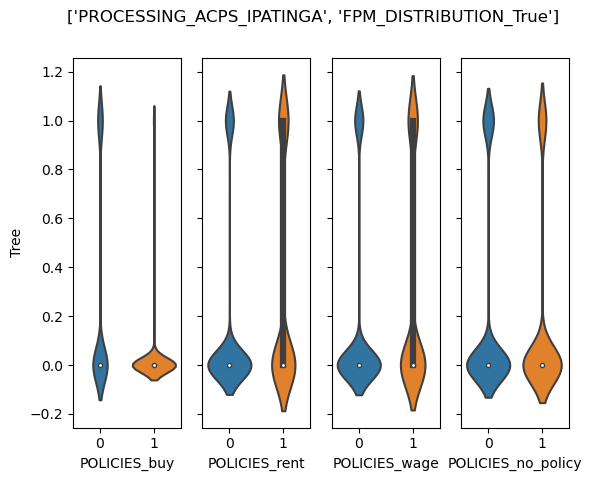 ['PROCESSING_ACPS_IPATINGA', 'FPM_DISTRIBUTION_True']
1.2
1.0
0.8
0.6
0.4
0.2
0.0
−0.2
Tree
0 1 0 1 0 1 0 1
POLICIES_buy POLICIES_rent POLICIES_wage POLICIES_no_policy